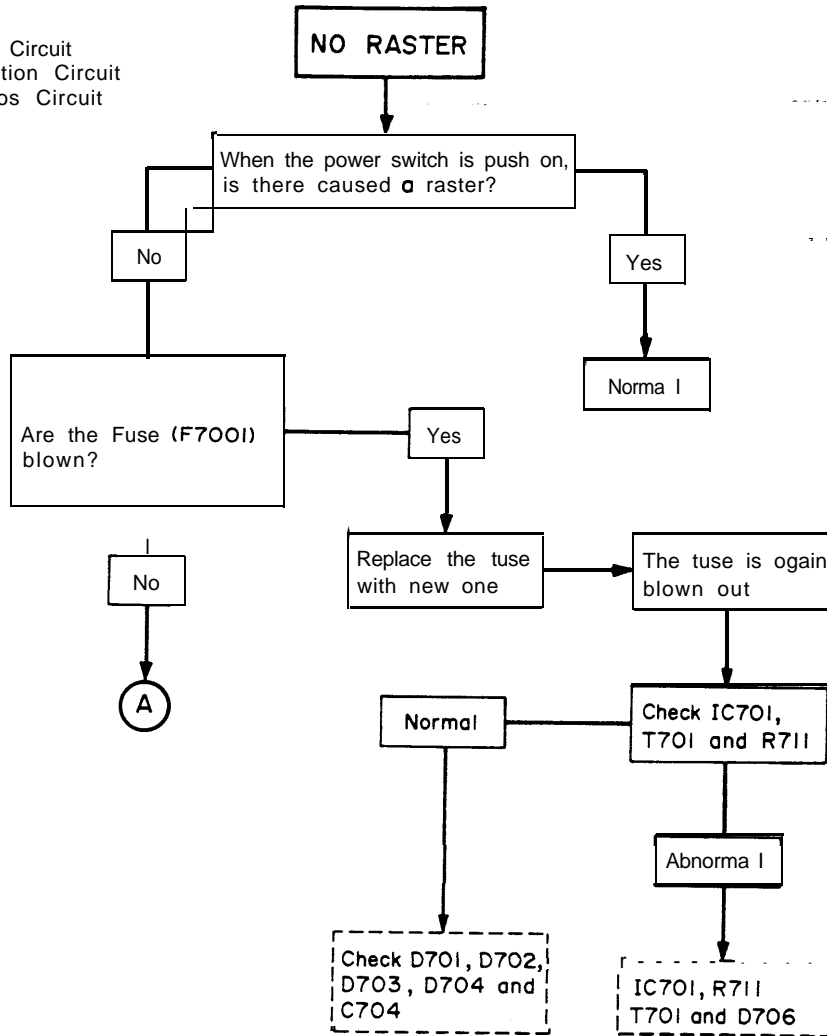 Circuit
tion Circuit
os Circuit
NO RASTER
When the power switch is push on,
is there caused a raster?
No
Yes
Norma l
Are the Fuse (F7001)
blown?
Yes
No
Replace the tuse
with new one
The tuse is ogain
blown out
A
Normal
Check IC701,
T701 and R711
Abnorma l
Check D701, D702,
D703, D704 and
C704
IC701, R711
T701 and D706